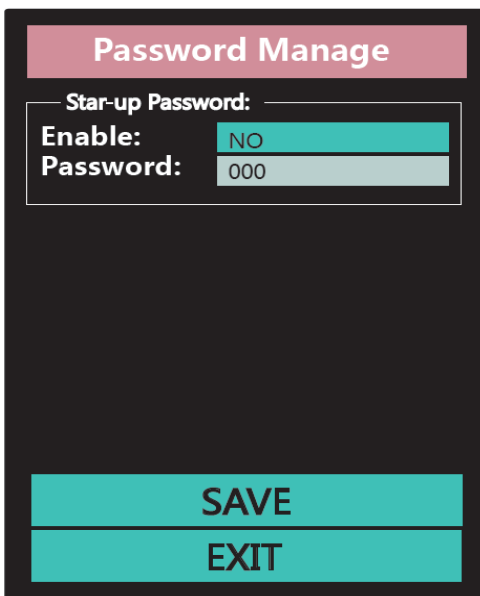 Password Manage
Star-up Password:
Enable: NO
Password: 000
SAVE
EXIT